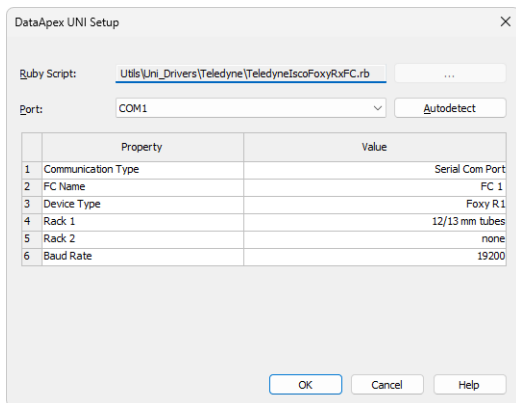 DataApex UNI Setup
Ruby Script: Utils\Uni_Drivers\Teledyne\TeledyneIscoFoxyRxFC.rb ...
Port: COM1 Autodetect
Property Value
1 Communication Type Serial Com Port
2 FC Name FC 1
3 Device Type Foxy R1
4 Rack 1 12/13 mm tubes
5 Rack 2 none
6 Baud Rate 19200
OK Cancel Help